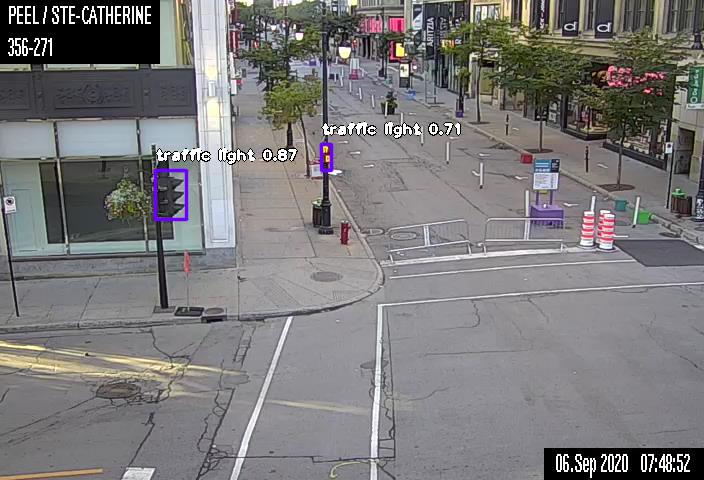 PEEL / STE-CATHERINE
356-271
ARITZIA
traffic light 0.71
traffic light 0.87
06.Sep 2020 07:48:52